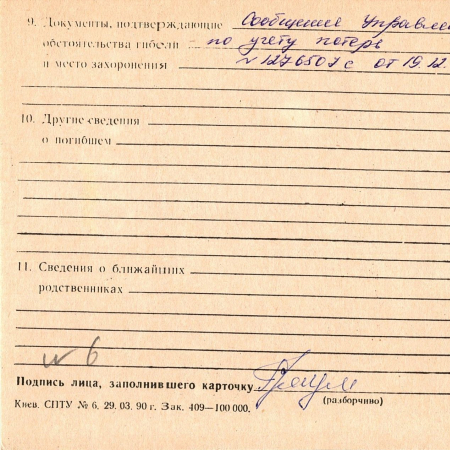 9. Документы, подтверждающие Сообщение Управлен
обстоятельства гибели по учету потерь
и место захоронения №1276507с от 19.12.
10. Другие сведения
о погибшем
11. Сведения о ближайших
родственниках
№ 6
Подпись лица, заполнившего карточку
(разборчиво)
Киев. СПТУ № 6. 29. 03. 90 г. Зак. 409—100 000.